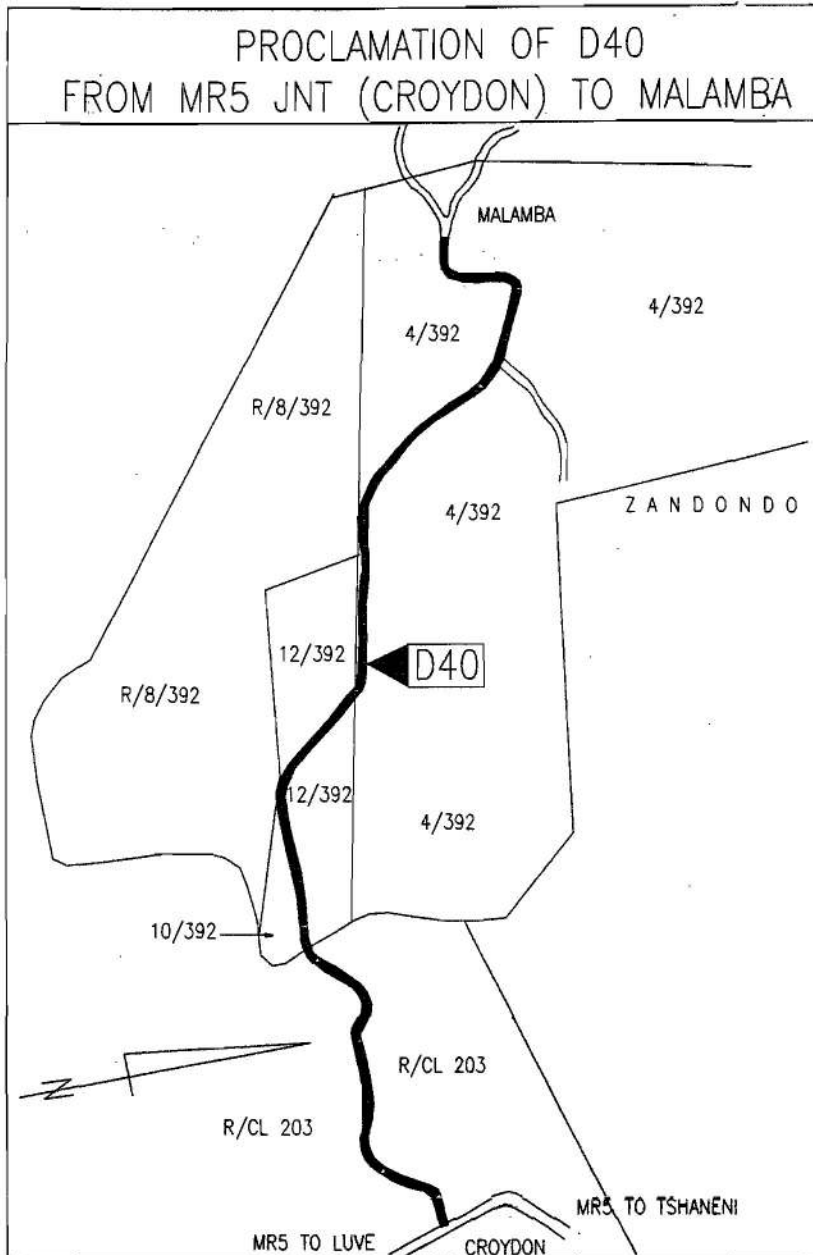 PROCLAMATION OF D40
FROM MR5 JNT (CROYDON) TO MALAMBA
MALAMBA
4/392
4/392
R/8/392
4/392
ZANDONDO
12/392
D40
R/8/392
12/392
4/392
10/392
R/CL 203
N
R/CL 203
MR5 TO TSHANENI
MR5 TO LUVE
CROYDON